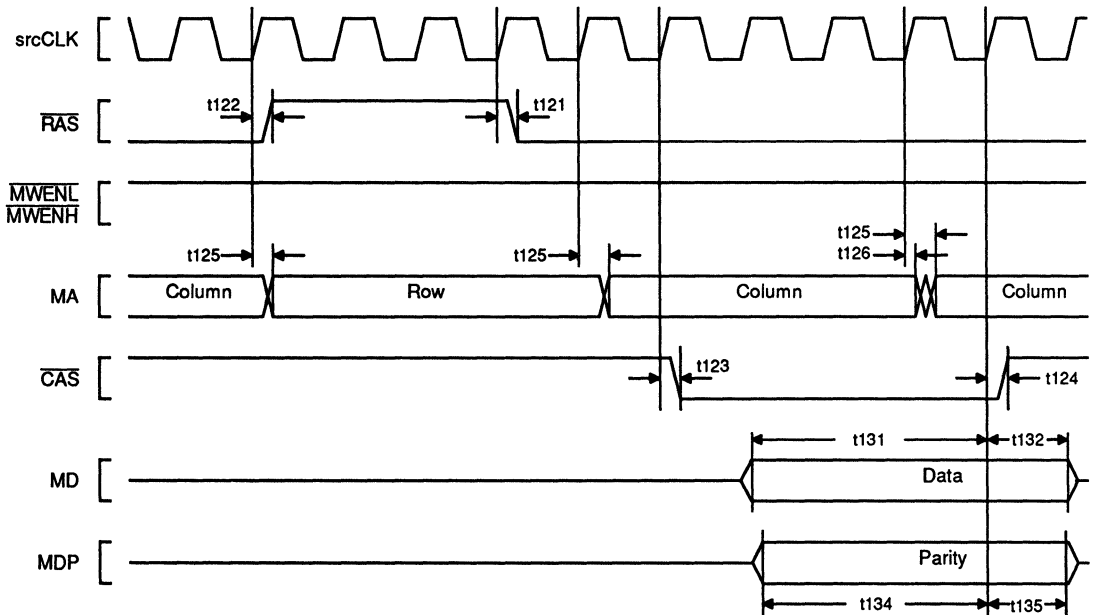 srcCLK
t122
t121
RAS
MWENL
MWENH
t125
t126
t125
t125
MA
Column
Row
Column
Column
CAS
t123
t124
t131
t132
MD
Data
MDP
Parity
t134
t135